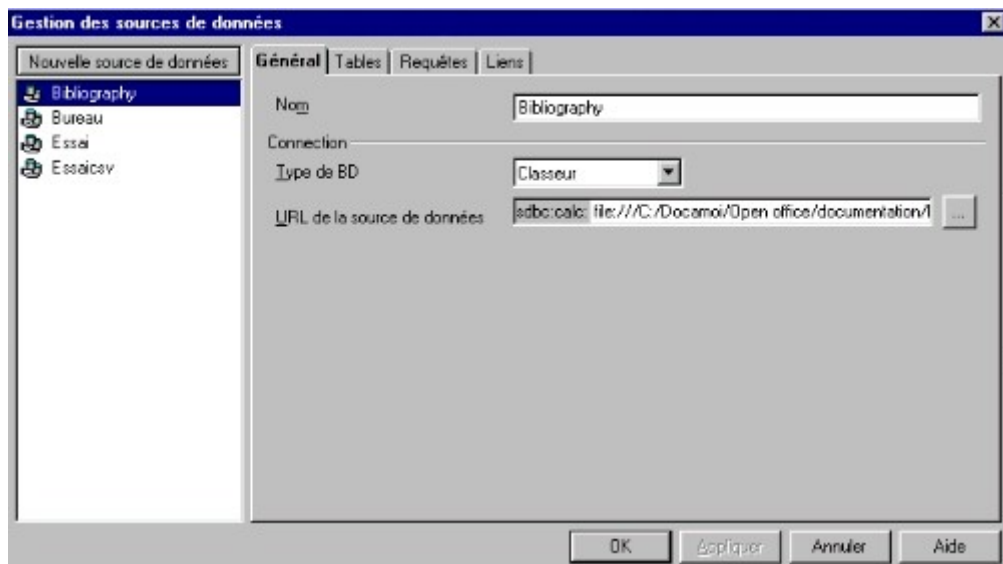 Gestion des sources de données
Nouvelle source de données
Général Tables Requêtes Liens
Bibliography
Bureau
Essai
Essaicsv
Nom Bibliography
Connection
Type de BD Classeur
URL de la source de données sdbc:calc: file:///C:/Docamoi/Open office/documentation/
...
OK Appliquer Annuler Aide